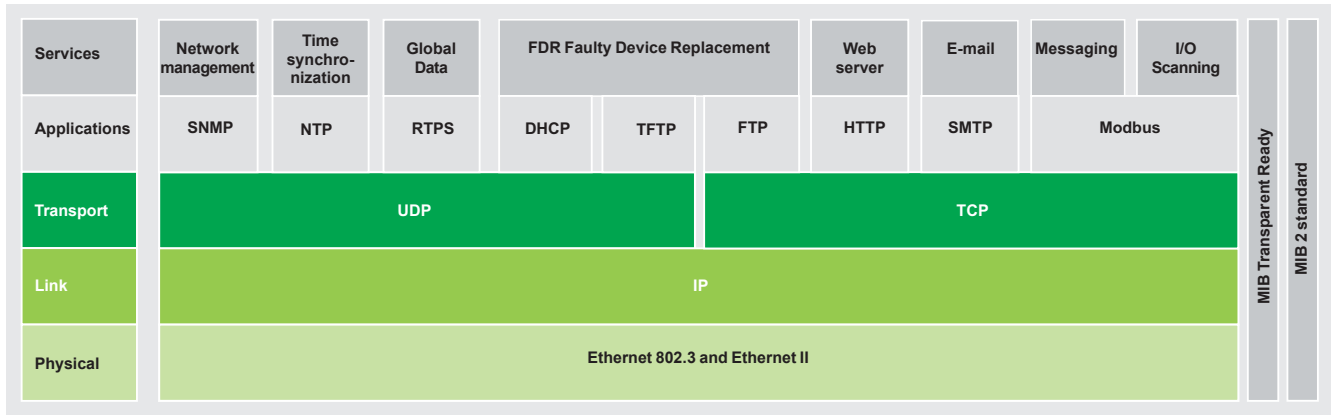 Services
Network
management
Time
synchro-
nization
Global
Data
FDR Faulty Device Replacement
Web
server
E-mail
Messaging
I/O
Scanning
Applications
SNMP
NTP
RTPS
DHCP
TFTP
FTP
HTTP
SMTP
Modbus
Transport
UDP
TCP
Link
IP
Physical
Ethernet 802.3 and Ethernet II
MIB Transparent Ready
MIB 2 standard